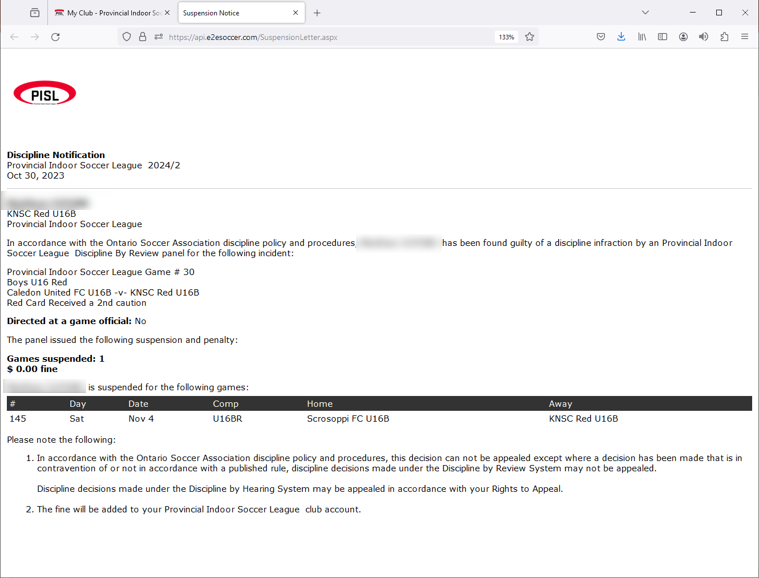 PISL My Club - Provincial Indoor Soc
Suspension Notice
https://api.e2esoccer.com/SuspensionLetter.aspx
133%
PISL
Discipline Notification
Provincial Indoor Soccer League 2024/2
Oct 30, 2023
KNSC Red U16B
Provincial Indoor Soccer League
In accordance with the Ontario Soccer Association discipline policy and procedures, has been found guilty of a discipline infraction by an Provincial Indoor
Soccer League Discipline By Review panel for the following incident:
Provincial Indoor Soccer League Game # 30
Boys U16 Red
Caledon United FC U16B -v- KNSC Red U16B
Red Card Received a 2nd caution
Directed at a game official: No
The panel issued the following suspension and penalty:
Games suspended: 1
$ 0.00 fine
is suspended for the following games:
# Day Date Comp Home Away
145 Sat Nov 4 U16BR Scrosoppi FC U16B KNSC Red U16B
Please note the following:
1. In accordance with the Ontario Soccer Association discipline policy and procedures, this decision can not be appealed except where a decision has been made that is in
contravention of or not in accordance with a published rule, discipline decisions made under the Discipline by Review System may not be appealed.
Discipline decisions made under the Discipline by Hearing System may be appealed in accordance with your Rights to Appeal.
2. The fine will be added to your Provincial Indoor Soccer League club account.